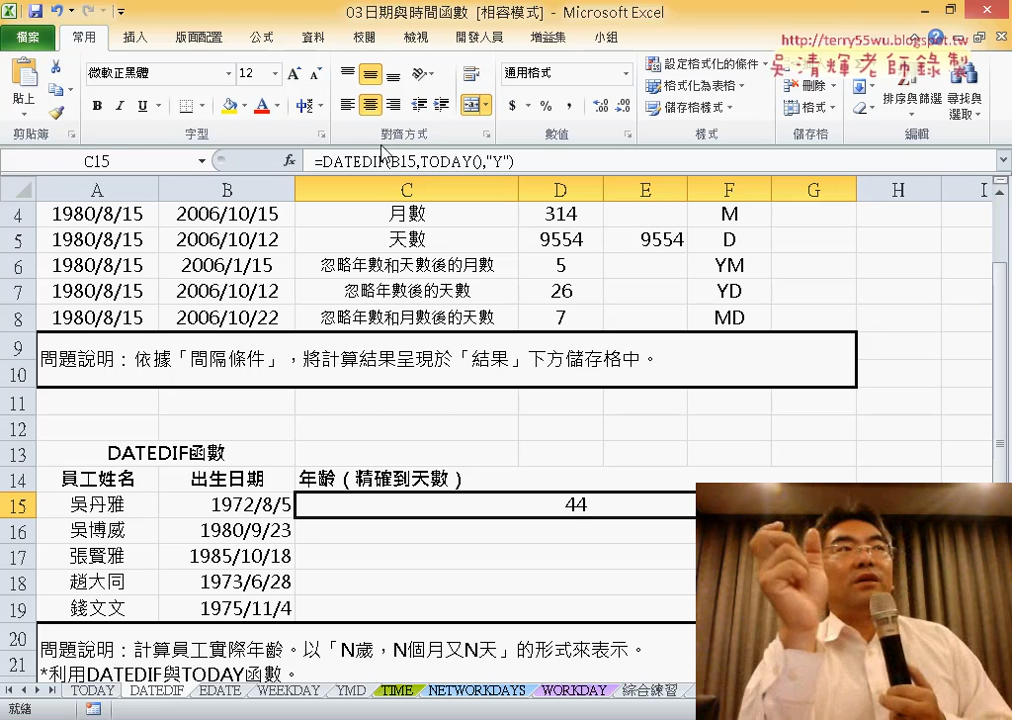 03日期與時間函數 [相容模式] - Microsoft Excel
檔案 常用 插入 版面配置 公式 資料 校閱 檢視 開發人員 增益集 小組
http://terry55wu.blogspot.tw
吳清輝老師錄製
貼上 微軟正黑體 12 通用格式 設定格式化的條件 格式化為表格 儲存格樣式 刪除 格式 排序與篩選 尋找與選取
B I U $ % ,
剪貼簿 字型 對齊方式 數值 樣式 儲存格 編輯
C15 fx =DATEDIF(B15,TODAY(),"Y")
A B C D E F G H I
4 1980/8/15 2006/10/15 月數 314 M
5 1980/8/15 2006/10/12 天數 9554 9554 D
6 1980/8/15 2006/1/15 忽略年數和天數後的月數 5 YM
7 1980/8/15 2006/10/12 忽略年數後的天數 26 YD
8 1980/8/15 2006/10/22 忽略年數和月數後的天數 7 MD
9
10 問題說明：依據「間隔條件」，將計算結果呈現於「結果」下方儲存格中。
11
12
13 DATEDIF函數
14 員工姓名 出生日期 年齡（精確到天數）
15 吳丹雅 1972/8/5 44
16 吳博威 1980/9/23
17 張賢雅 1985/10/18
18 趙大同 1973/6/28
19 錢文文 1975/11/4
20 問題說明：計算員工實際年齡。以「N歲，N個月又N天」的形式來表示。
21 *利用DATEDIF與TODAY函數。
TODAY DATEDIF EDATE WEEKDAY YMD TIME NETWORKDAYS WORKDAY 綜合練習
就緒